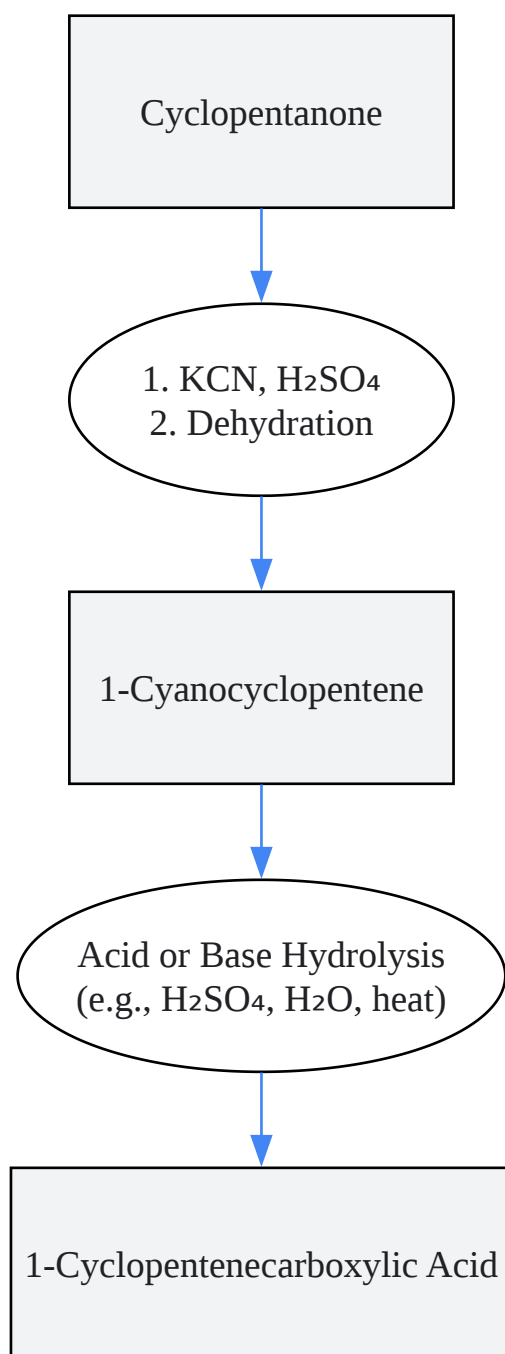 Cyclopentanone
1. KCN, H₂SO₄
2. Dehydration
1-Cyanocyclopentene
Acid or Base Hydrolysis
(e.g., H₂SO₄, H₂O, heat)
1-Cyclopentenecarboxylic Acid